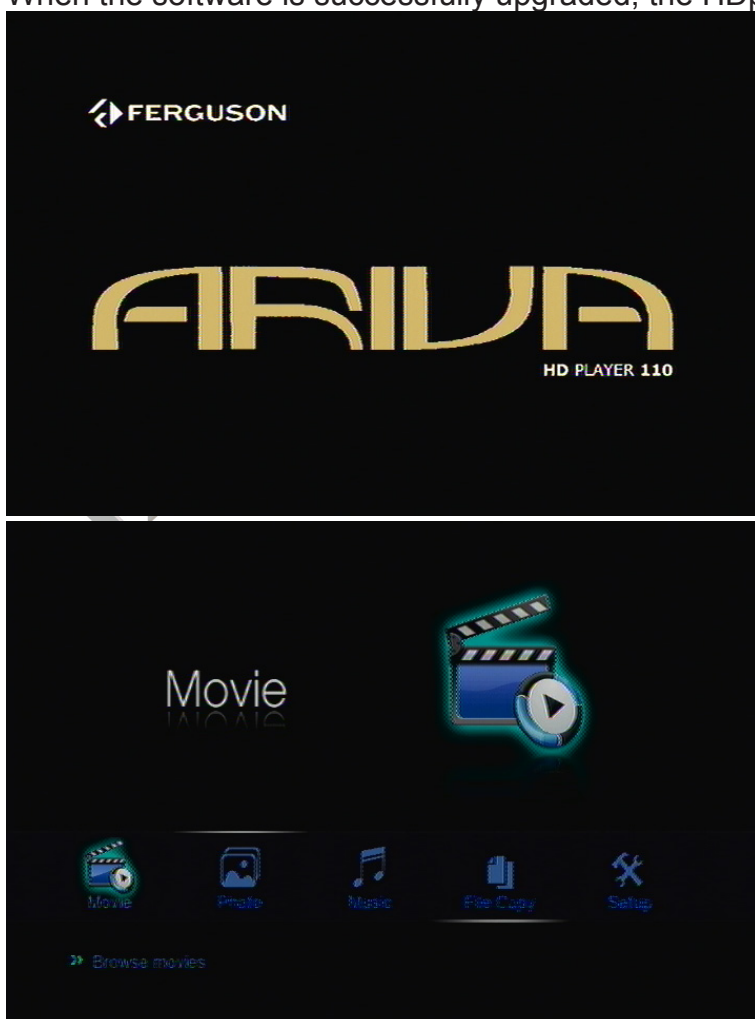 When the software is successfully upgraded, the HDp
FERGUSON
ARIVA
HD PLAYER 110
Movie
Movie
Photo
Music
File Copy
Setup
Browse movies